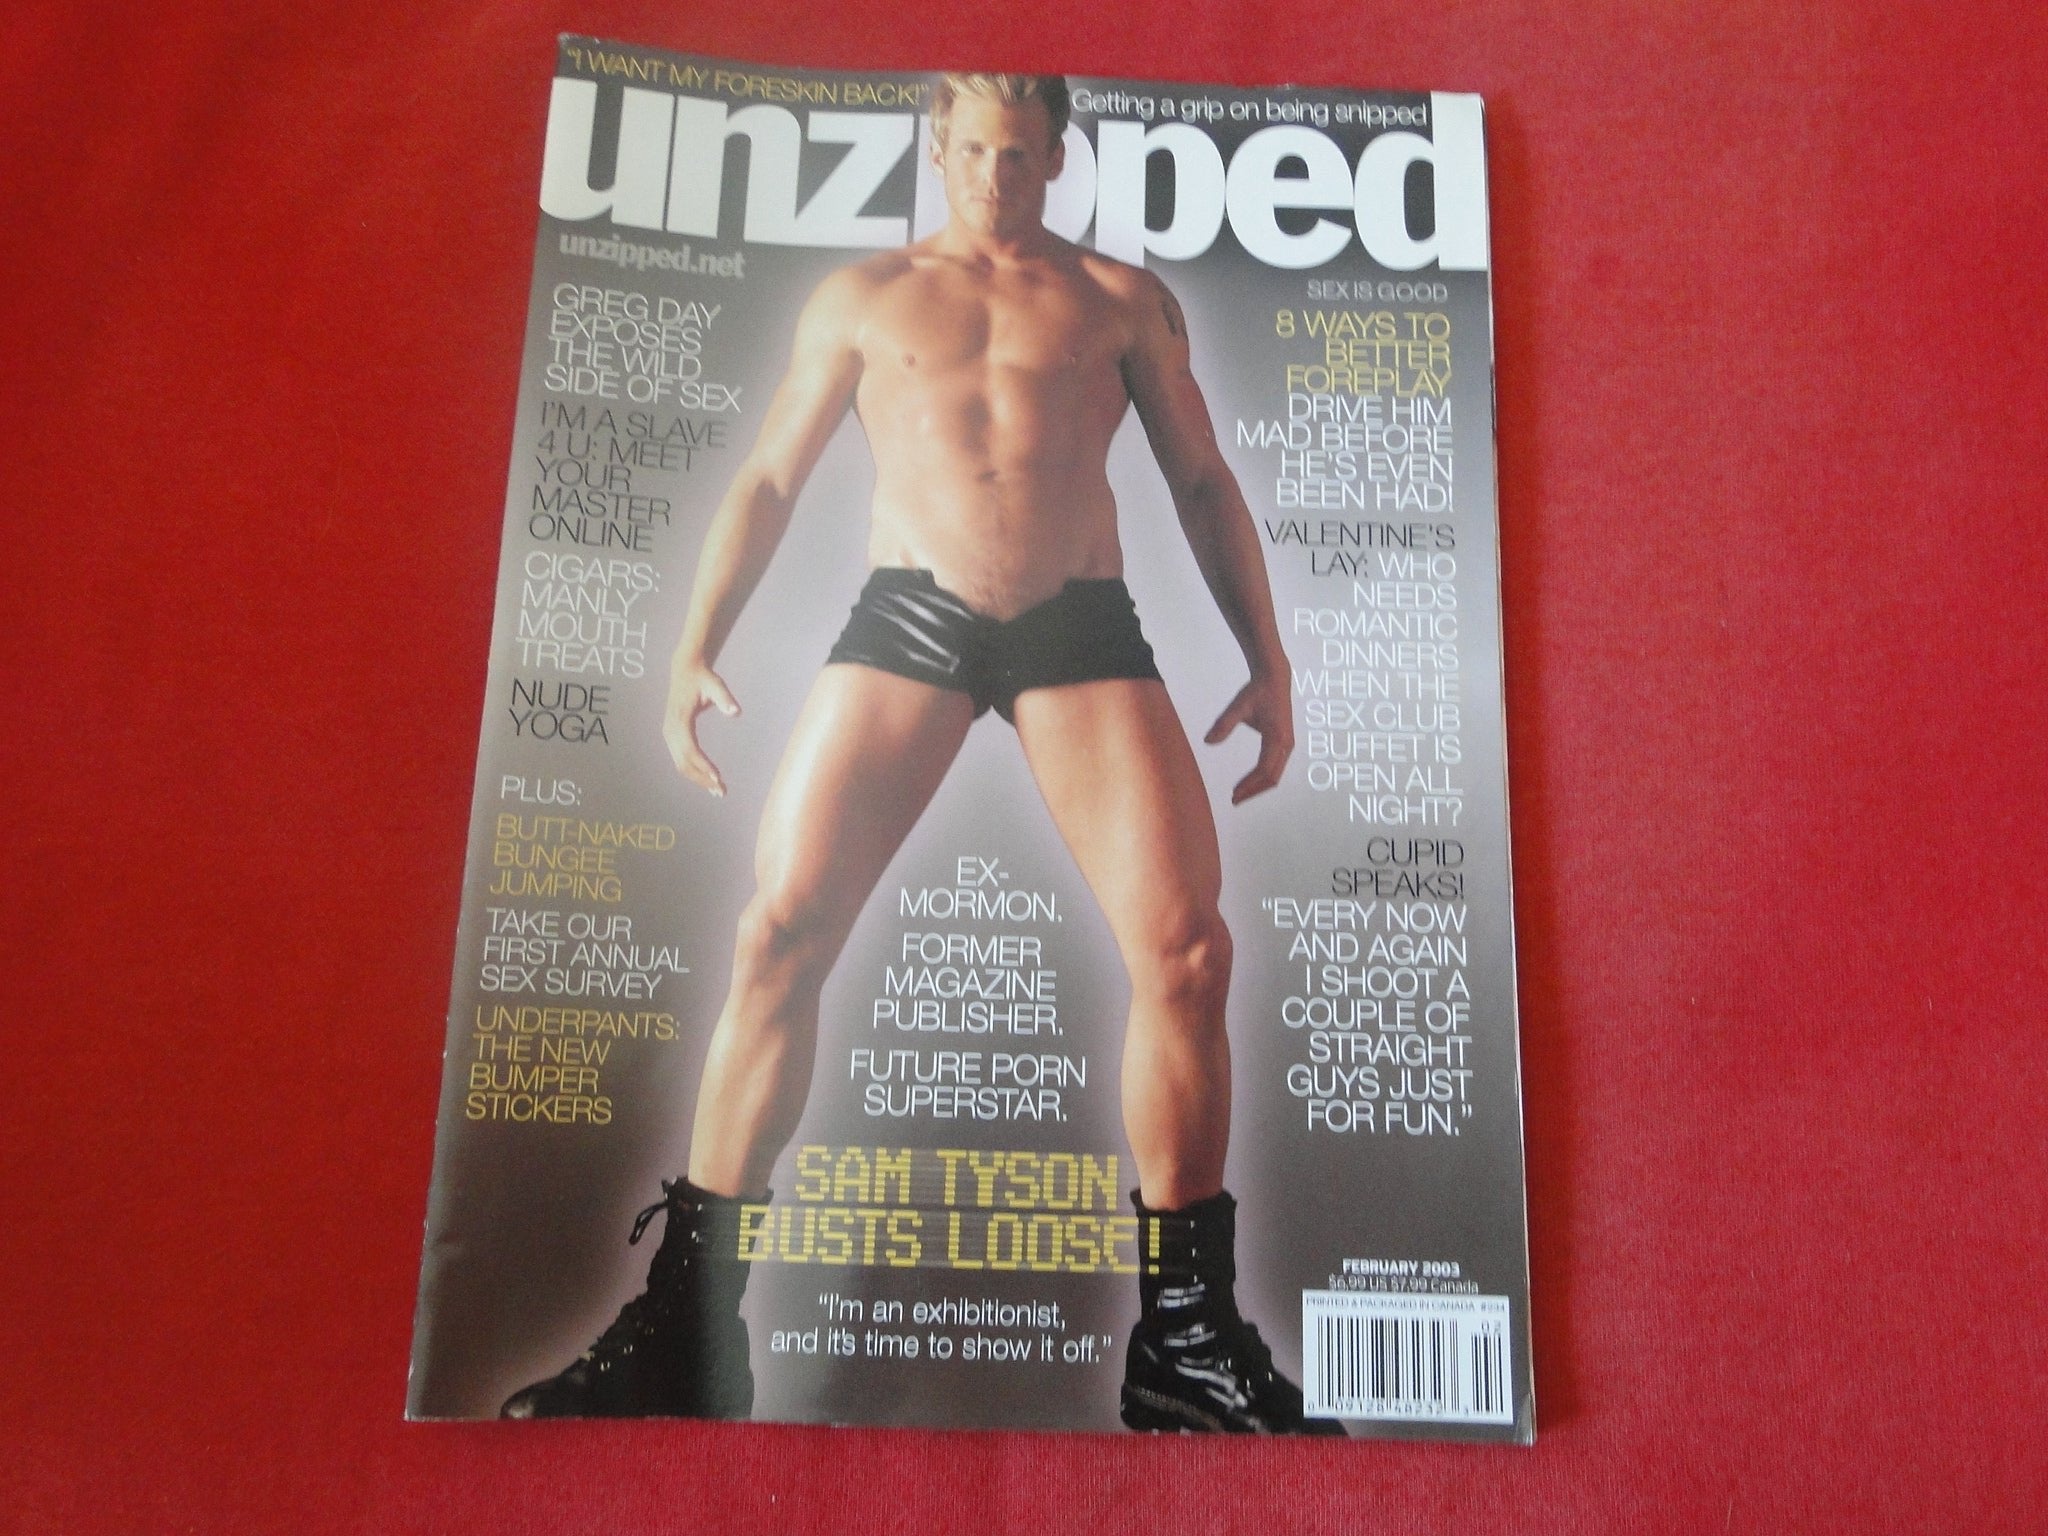 "I WANT MY FORESKIN BACK!"
Getting a grip on being snipped
unzipped
unzipped.net
GREG DAY
EXPOSES
THE WILD
SIDE OF SEX
I'M A SLAVE
4 U: MEET
YOUR
MASTER
ONLINE
CIGARS:
MANLY
MOUTH
TREATS
NUDE
YOGA
PLUS:
BUTT-NAKED
BUNGEE
JUMPING
TAKE OUR
FIRST ANNUAL
SEX SURVEY
UNDERPANTS:
THE NEW
BUMPER
STICKERS
SEX IS GOOD
8 WAYS TO
BETTER
FOREPLAY
DRIVE HIM
MAD BEFORE
HE'S EVEN
BEEN HAD!
VALENTINE'S
LAY: WHO
NEEDS
ROMANTIC
DINNERS
WHEN THE
SEX CLUB
BUFFET IS
OPEN ALL
NIGHT?
CUPID
SPEAKS!
"EVERY NOW
AND AGAIN
I SHOOT A
COUPLE OF
STRAIGHT
GUYS JUST
FOR FUN."
EX-
MORMON.
FORMER
MAGAZINE
PUBLISHER.
FUTURE PORN
SUPERSTAR.
SAM TYSON
BUSTS LOOSE!
"I'm an exhibitionist,
and it's time to show it off."
FEBRUARY 2003
$6.99 US $7.99 Canada
PRINTED & PACKAGED IN CANADA #294
02
0 09128 48232 3